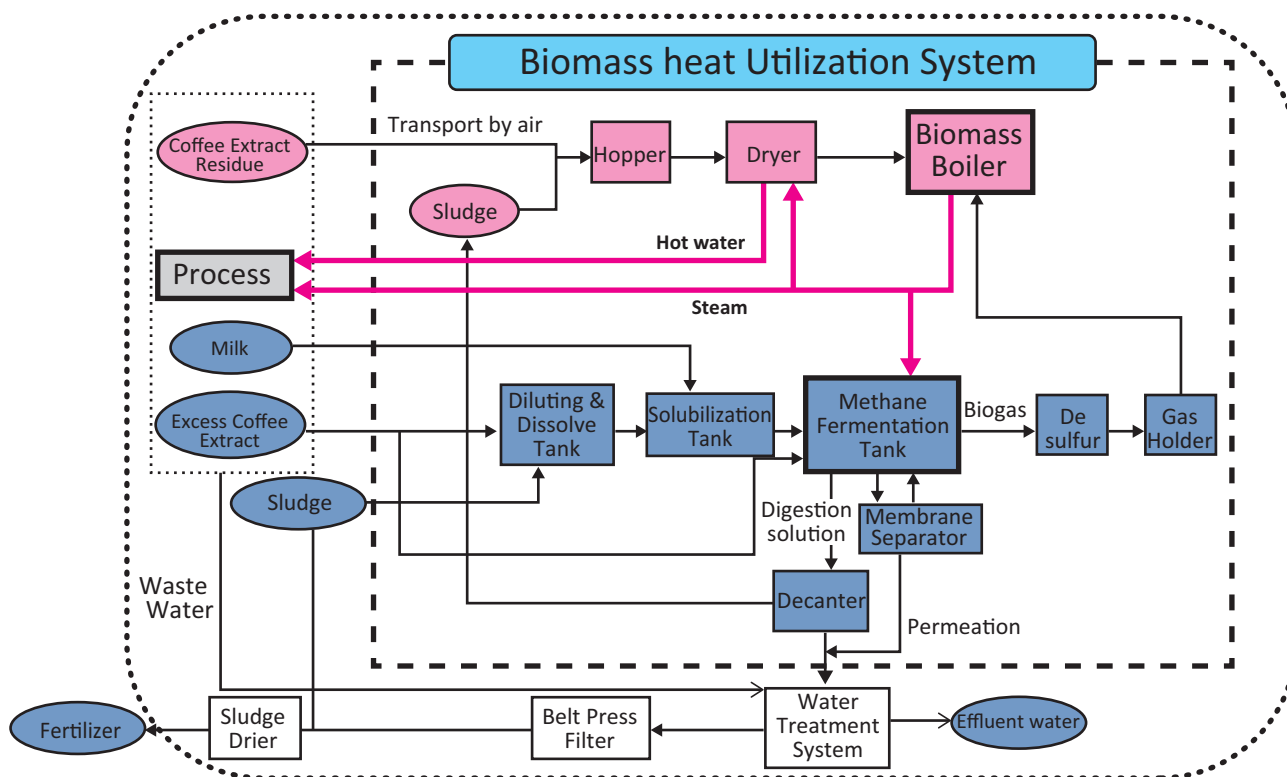 Biomass heat Utilization System
Coffee Extract
Residue
Transport by air
Hopper
Dryer
Biomass
Boiler
Sludge
Hot water
Process
Steam
Milk
Excess Coffee
Extract
Diluting &
Dissolve
Tank
Solubilization
Tank
Methane
Fermentation
Tank
Biogas
De
sulfur
Gas
Holder
Sludge
Digestion
solution
Membrane
Separator
Waste
Water
Decanter
Permeation
Fertilizer
Sludge
Drier
Belt Press
Filter
Water
Treatment
System
Effluent water